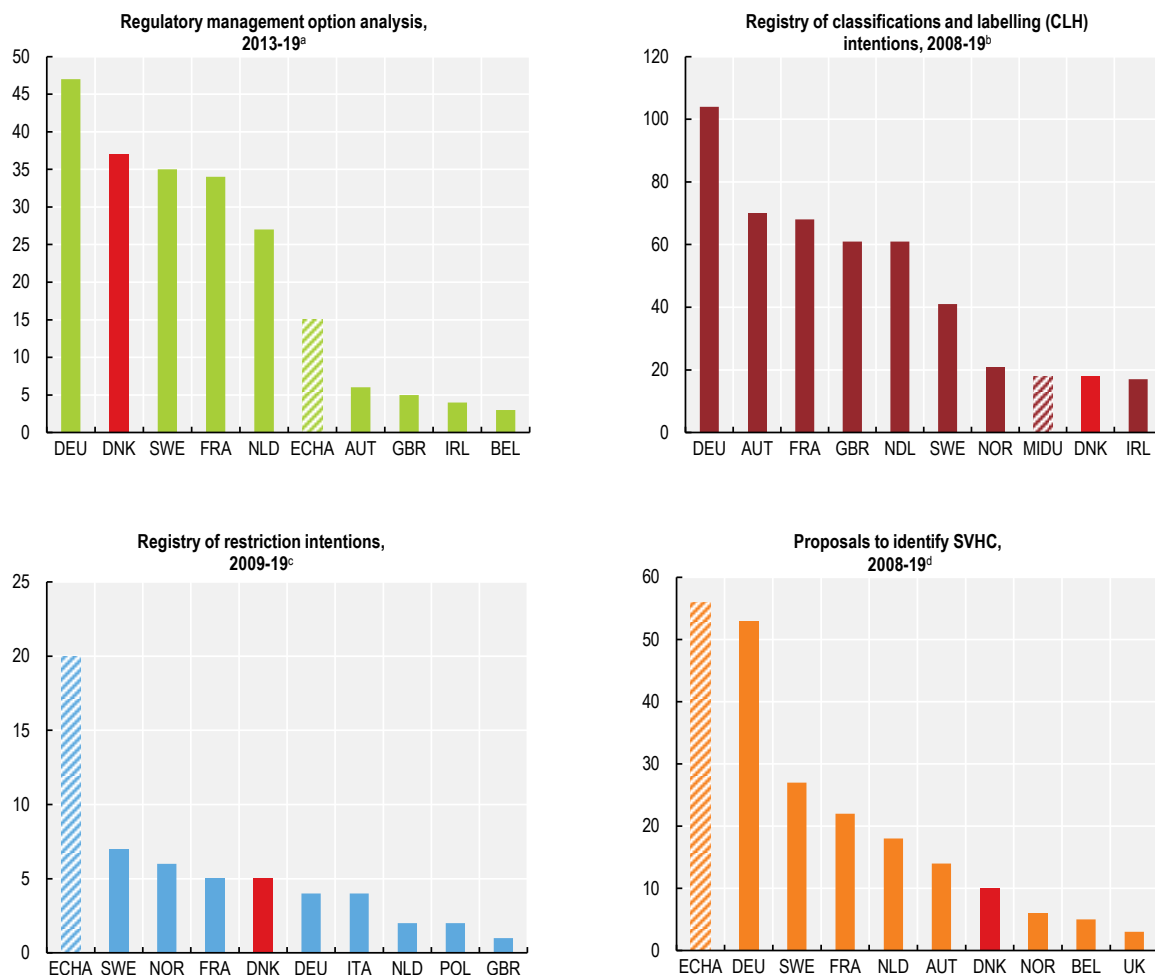 Regulatory management option analysis,
2013-19ᵃ
50
45
40
35
30
25
20
15
10
5
0
DEU DNK SWE FRA NLD ECHA AUT GBR IRL BEL
Registry of classifications and labelling (CLH)
intentions, 2008-19ᵇ
120
100
80
60
40
20
0
DEU AUT FRA GBR NDL SWE NOR MIDU DNK IRL
Registry of restriction intentions,
2009-19ᶜ
25
20
15
10
5
0
ECHA SWE NOR FRA DNK DEU ITA NLD POL GBR
Proposals to identify SVHC,
2008-19ᵈ
60
50
40
30
20
10
0
ECHA DEU SWE FRA NLD AUT DNK NOR BEL UK